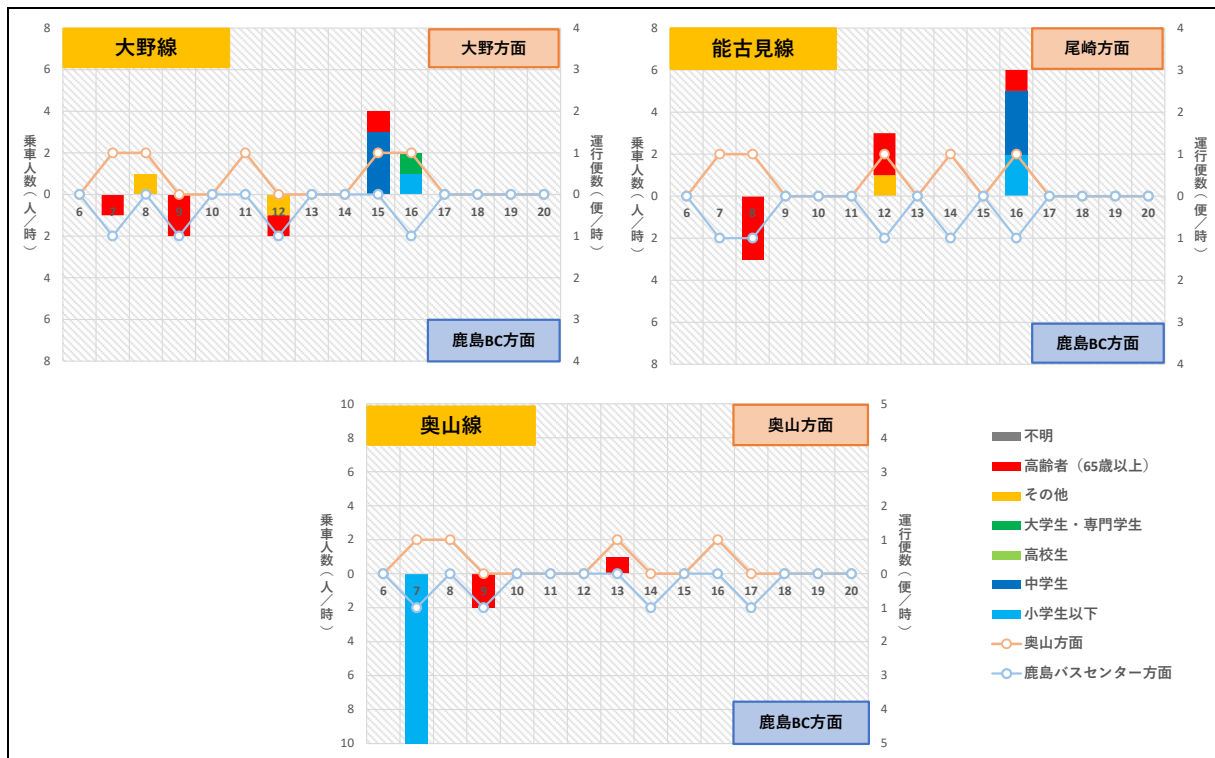 大野線
大野方面
8 6 4 2 0 2 4 6 8
乗車人数(人/時)
6 7 8 9 10 11 12 13 14 15 16 17 18 19 20
4 3 2 1 0 1 2 3 4
運行便数(便/時)
鹿島BC方面
能古見線
尾崎方面
8 6 4 2 0 2 4 6 8
乗車人数(人/時)
6 7 8 9 10 11 12 13 14 15 16 17 18 19 20
4 3 2 1 0 1 2 3 4
運行便数(便/時)
鹿島BC方面
奥山線
奥山方面
10 8 6 4 2 0 2 4 6 8 10
乗車人数(人/時)
6 7 8 9 10 11 12 13 14 15 16 17 18 19 20
5 4 3 2 1 0 1 2 3 4 5
運行便数(便/時)
鹿島BC方面
不明
高齢者(65歳以上)
その他
大学生・専門学生
高校生
中学生
小学生以下
奥山方面
鹿島バスセンター方面